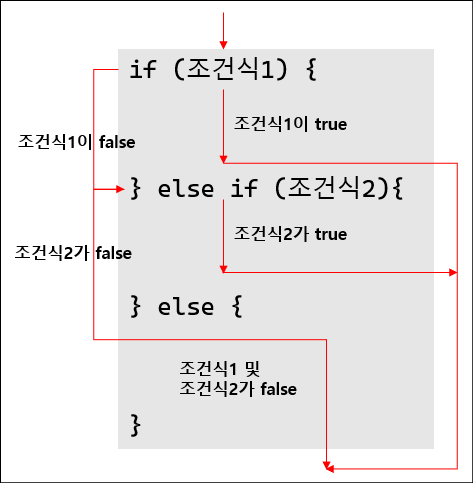 if (조건식1) {
조건식1이 true
조건식1이 false
} else if (조건식2){
조건식2가 true
조건식2가 false
} else {
조건식1 및
조건식2가 false
}